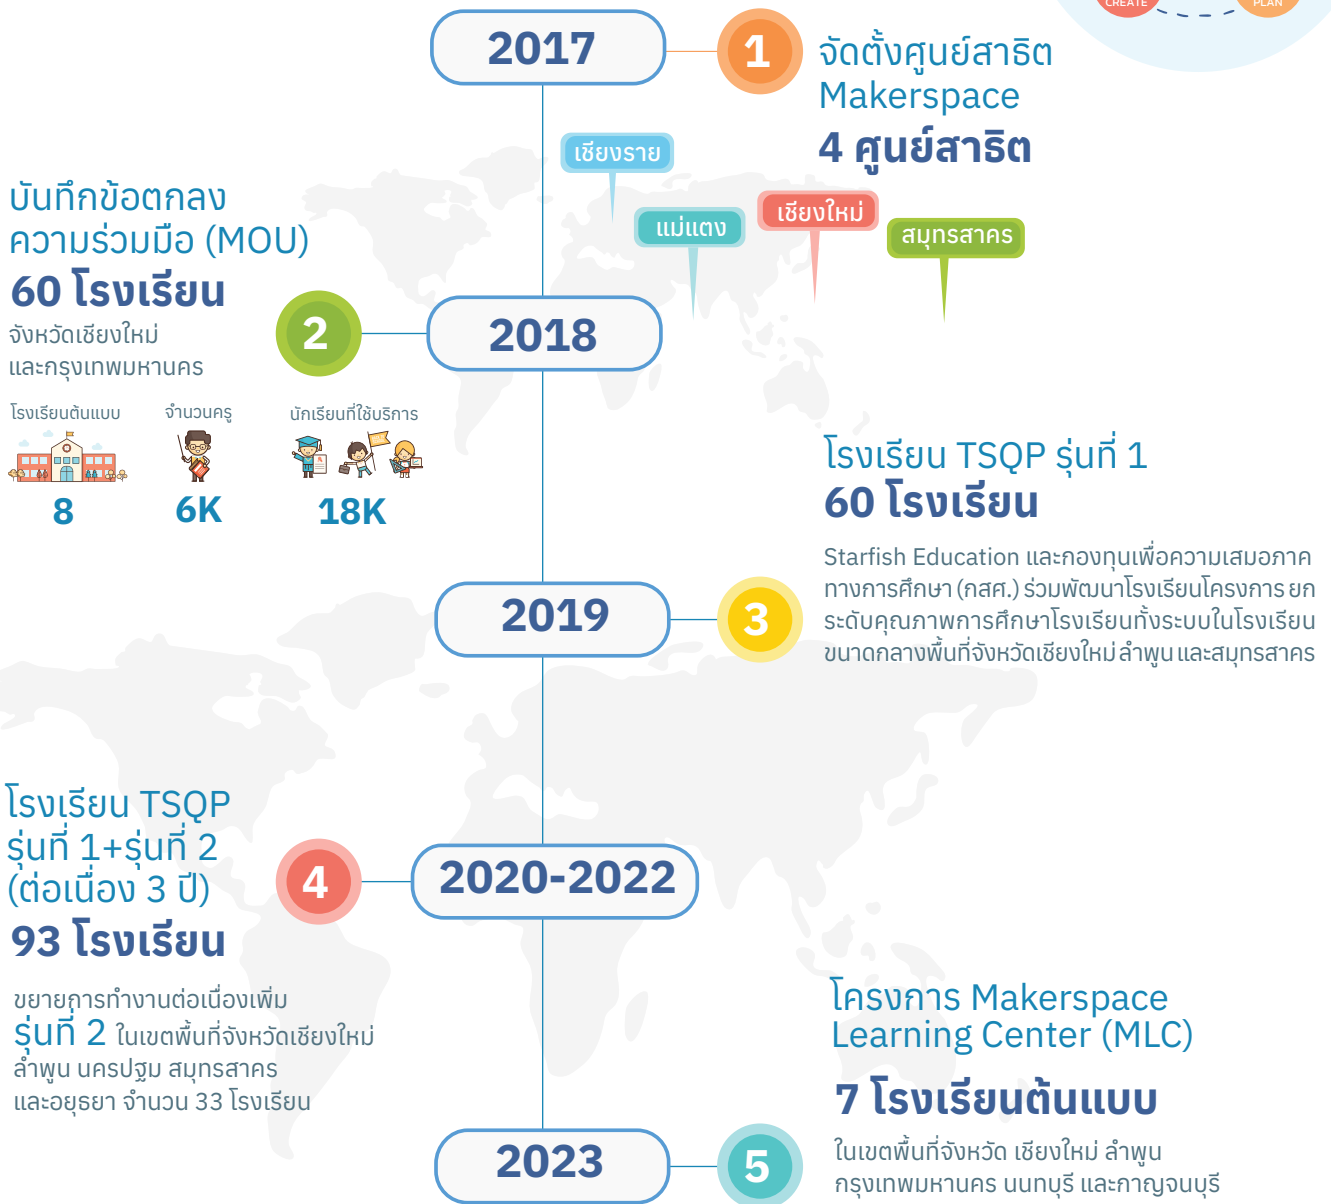 CREATE
PLAN
2017
1
จัดตั้งศูนย์สาธิต
Makerspace
4 ศูนย์สาธิต
เชียงราย
แม่แตง
เชียงใหม่
สมุทรสาคร
บันทึกข้อตกลง
ความร่วมมือ (MOU)
60 โรงเรียน
จังหวัดเชียงใหม่
และกรุงเทพมหานคร
2
2018
โรงเรียนต้นแบบ
จำนวนครู
นักเรียนที่ใช้บริการ
8
6K
18K
2019
3
โรงเรียน TSQP รุ่นที่ 1
60 โรงเรียน
Starfish Education และกองทุนเพื่อความเสมอภาค
ทางการศึกษา (กสศ.) ร่วมพัฒนาโรงเรียนโครงการ ยก
ระดับคุณภาพการศึกษาโรงเรียนทั้งระบบในโรงเรียน
ขนาดกลางพื้นที่จังหวัดเชียงใหม่ ลำพูน และสมุทรสาคร
โรงเรียน TSQP
รุ่นที่ 1+รุ่นที่ 2
(ต่อเนื่อง 3 ปี)
93 โรงเรียน
4
2020-2022
ขยายการทำงานต่อเนื่องเพิ่ม
รุ่นที่ 2 ในเขตพื้นที่จังหวัดเชียงใหม่
ลำพูน นครปฐม สมุทรสาคร
และอยุธยา จำนวน 33 โรงเรียน
2023
5
โครงการ Makerspace
Learning Center (MLC)
7 โรงเรียนต้นแบบ
ในเขตพื้นที่จังหวัด เชียงใหม่ ลำพูน
กรุงเทพมหานคร นนทบุรี และกาญจนบุรี